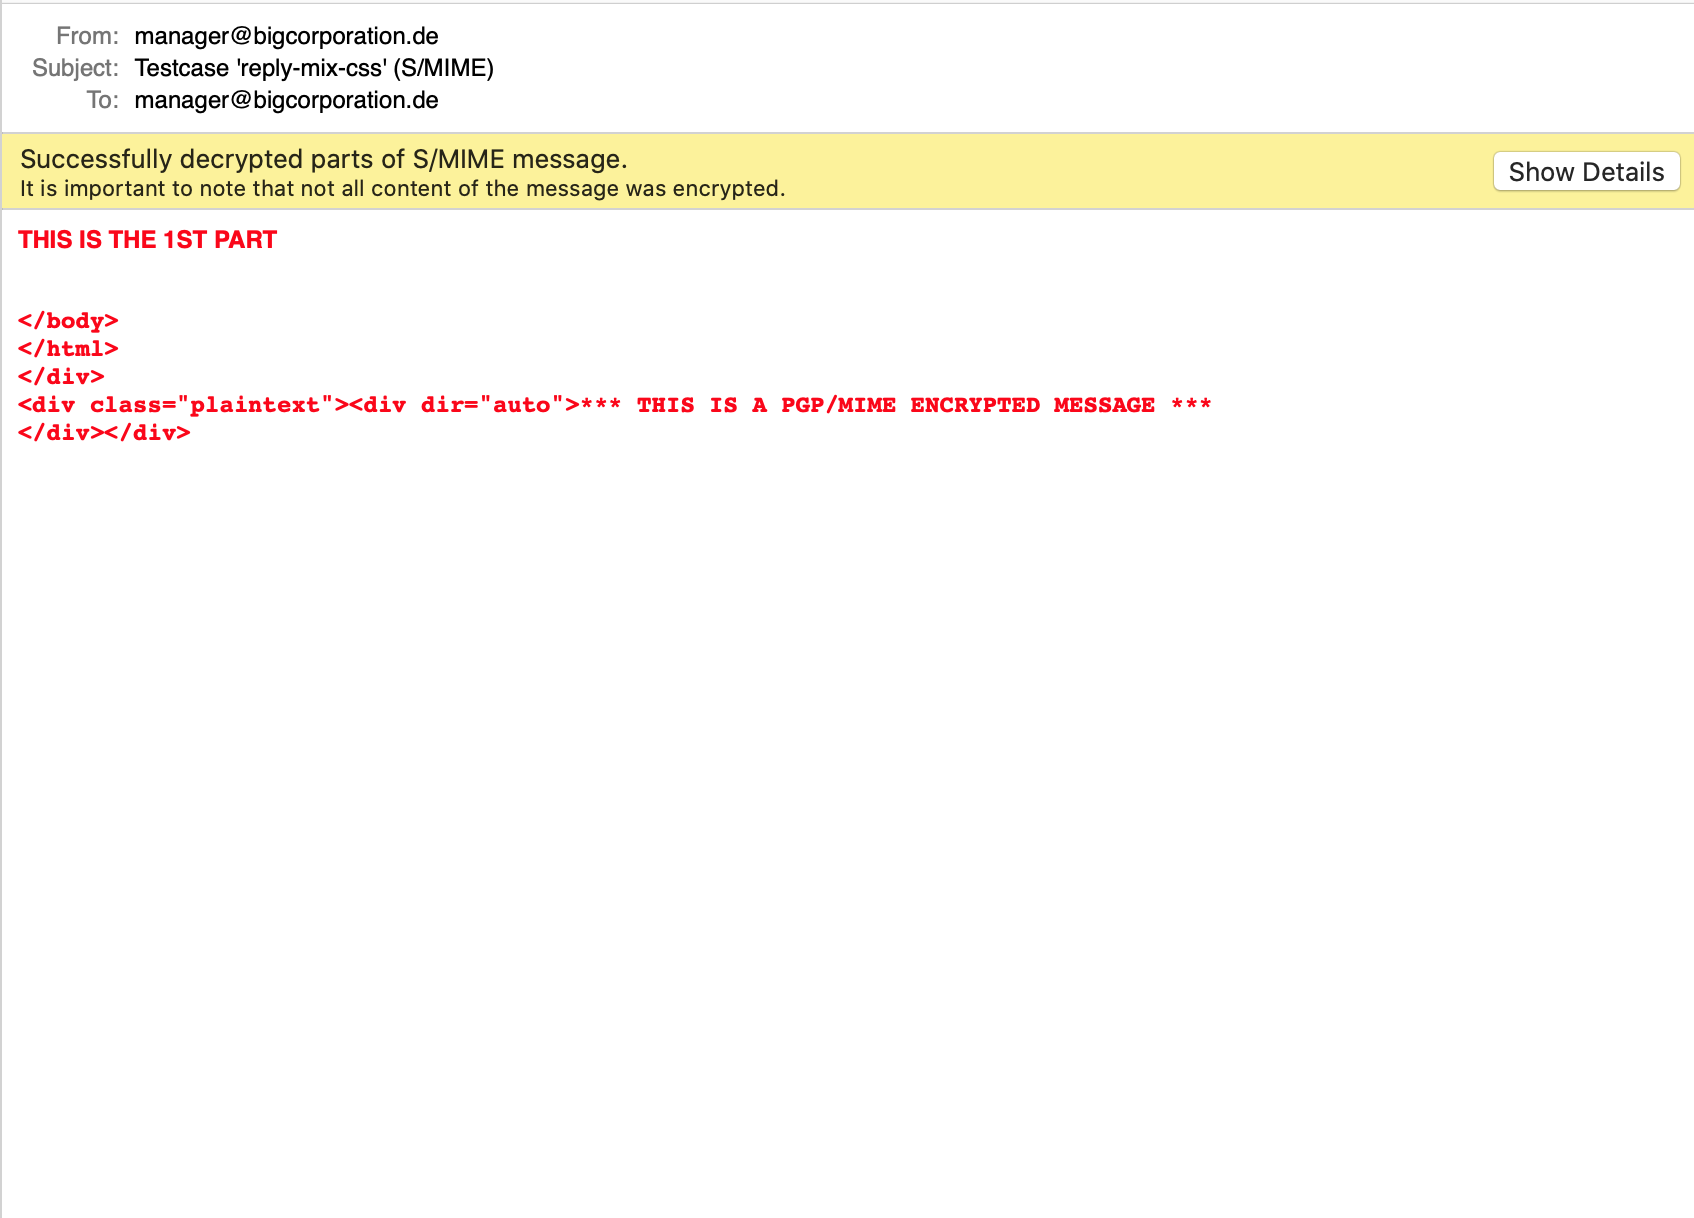 From: manager@bigcorporation.de
Subject: Testcase 'reply-mix-css' (S/MIME)
To: manager@bigcorporation.de
Successfully decrypted parts of S/MIME message.
It is important to note that not all content of the message was encrypted.
Show Details
THIS IS THE 1ST PART
</body>
</html>
</div>
<div class="plaintext"><div dir="auto">*** THIS IS A PGP/MIME ENCRYPTED MESSAGE ***
</div></div>